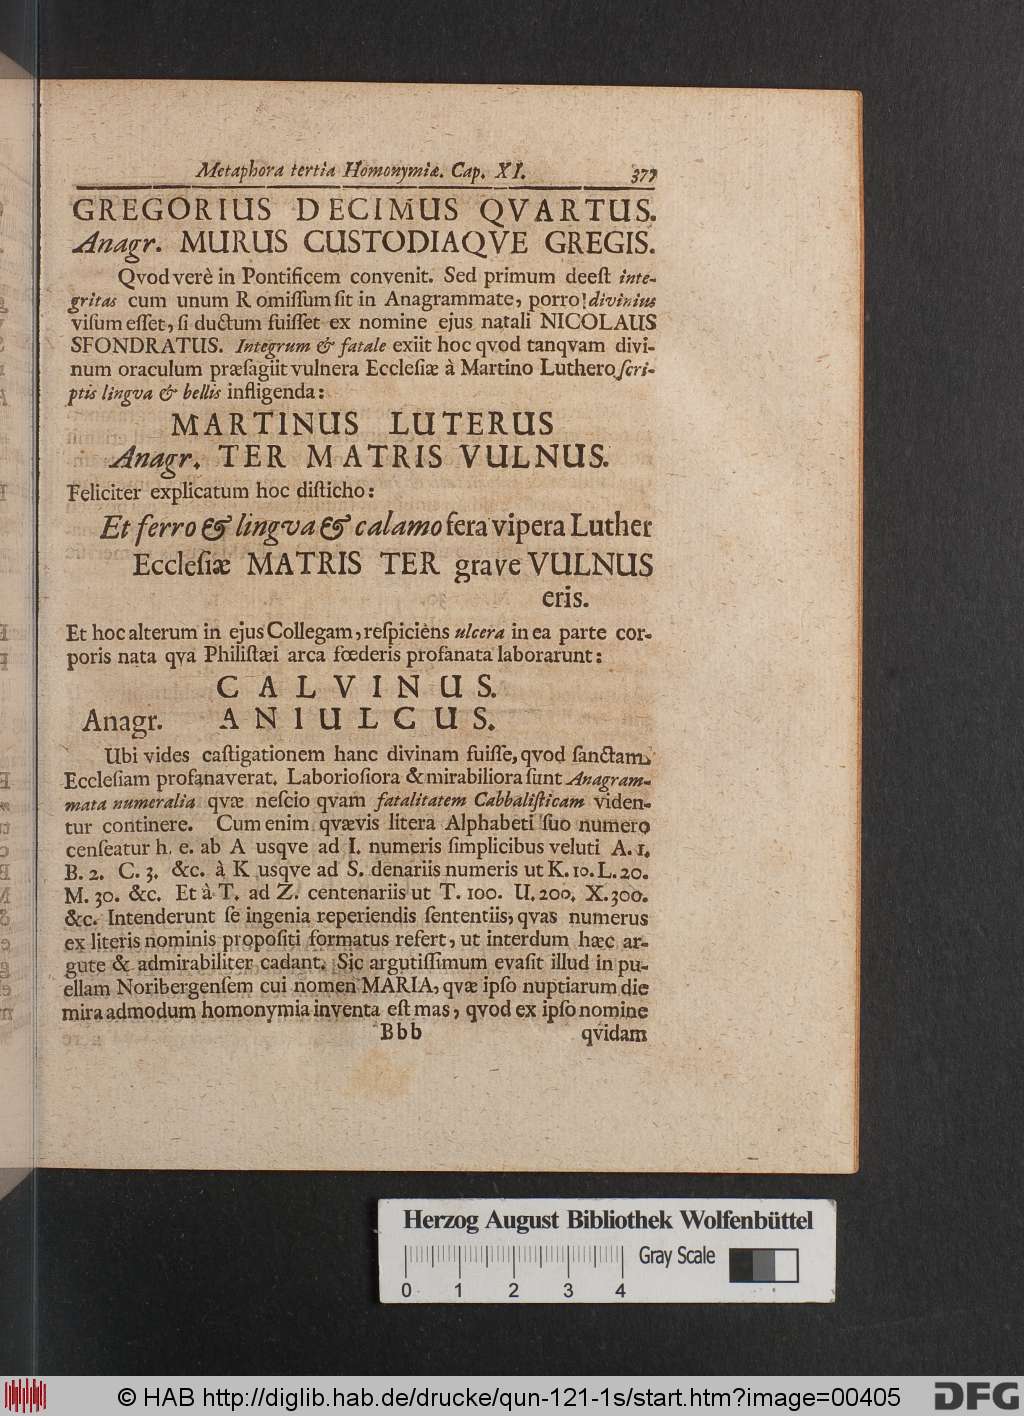 Metaphora tertia Homonymiæ. Cap. XI. 377
GREGORIUS DECIMUS QVARTUS.
Anagr. MURUS CUSTODIAQVE GREGIS.
Qvod verè in Pontificem convenit. Sed primum deest inte-
gritas cum unum R omiſſum ſit in Anagrammate, porro! divinius
viſum eſſet, ſi ductum fuiſſet ex nomine ejus natali NICOLAUS
SFONDRATUS. Integrum & fatale exiit hoc qvod tanqvam divi-
num oraculum præſagiit vulnera Eccleſiæ à Martino Luthero ſcri-
ptis lingva & bellis infligenda:
MARTINUS LUTERUS
Anagr. TER MATRIS VULNUS.
Feliciter explicatum hoc diſticho:
Et ferro & lingva & calamo fera vipera Luther
Eccleſiæ MATRIS TER grave VULNUS
eris.
Et hoc alterum in ejus Collegam, reſpiciens ulcera in ea parte cor-
poris nata qva Philiſtæi arca fœderis profanata laborarunt:
CALVINUS.
Anagr. ANIULCUS.
Ubi vides caſtigationem hanc divinam fuiſſe, qvod ſanctam
Eccleſiam profanaverat. Laborioſiora & mirabiliora ſunt Anagram-
mata numeralia qvæ neſcio qvam fatalitatem Cabbaliſticam viden-
tur continere. Cum enim qvævis litera Alphabeti ſuo numero
cenſeatur h. e. ab A usqve ad I. numeris ſimplicibus veluti A. 1.
B. 2. C. 3. &c. à K usqve ad S. denariis numeris ut K. 10. L. 20.
M. 30. &c. Et à T. ad Z. centenariis ut T. 100. U. 200. X. 300.
&c. Intenderunt ſe ingenia reperiendis ſententiis, qvas numerus
ex literis nominis propoſiti formatus refert, ut interdum hæc ar-
gute & admirabiliter cadant. Sic argutiſſimum evaſit illud in pu-
ellam Noribergenſem cui nomen MARIA, qvæ ipſo nuptiarum die
mira admodum homonymia inventa eſt mas, qvod ex ipſo nomine
Bbb qvidam
Herzog August Bibliothek Wolfenbüttel
Gray Scale
0 1 2 3 4
© HAB http://diglib.hab.de/drucke/qun-121-1s/start.htm?image=00405 DFG